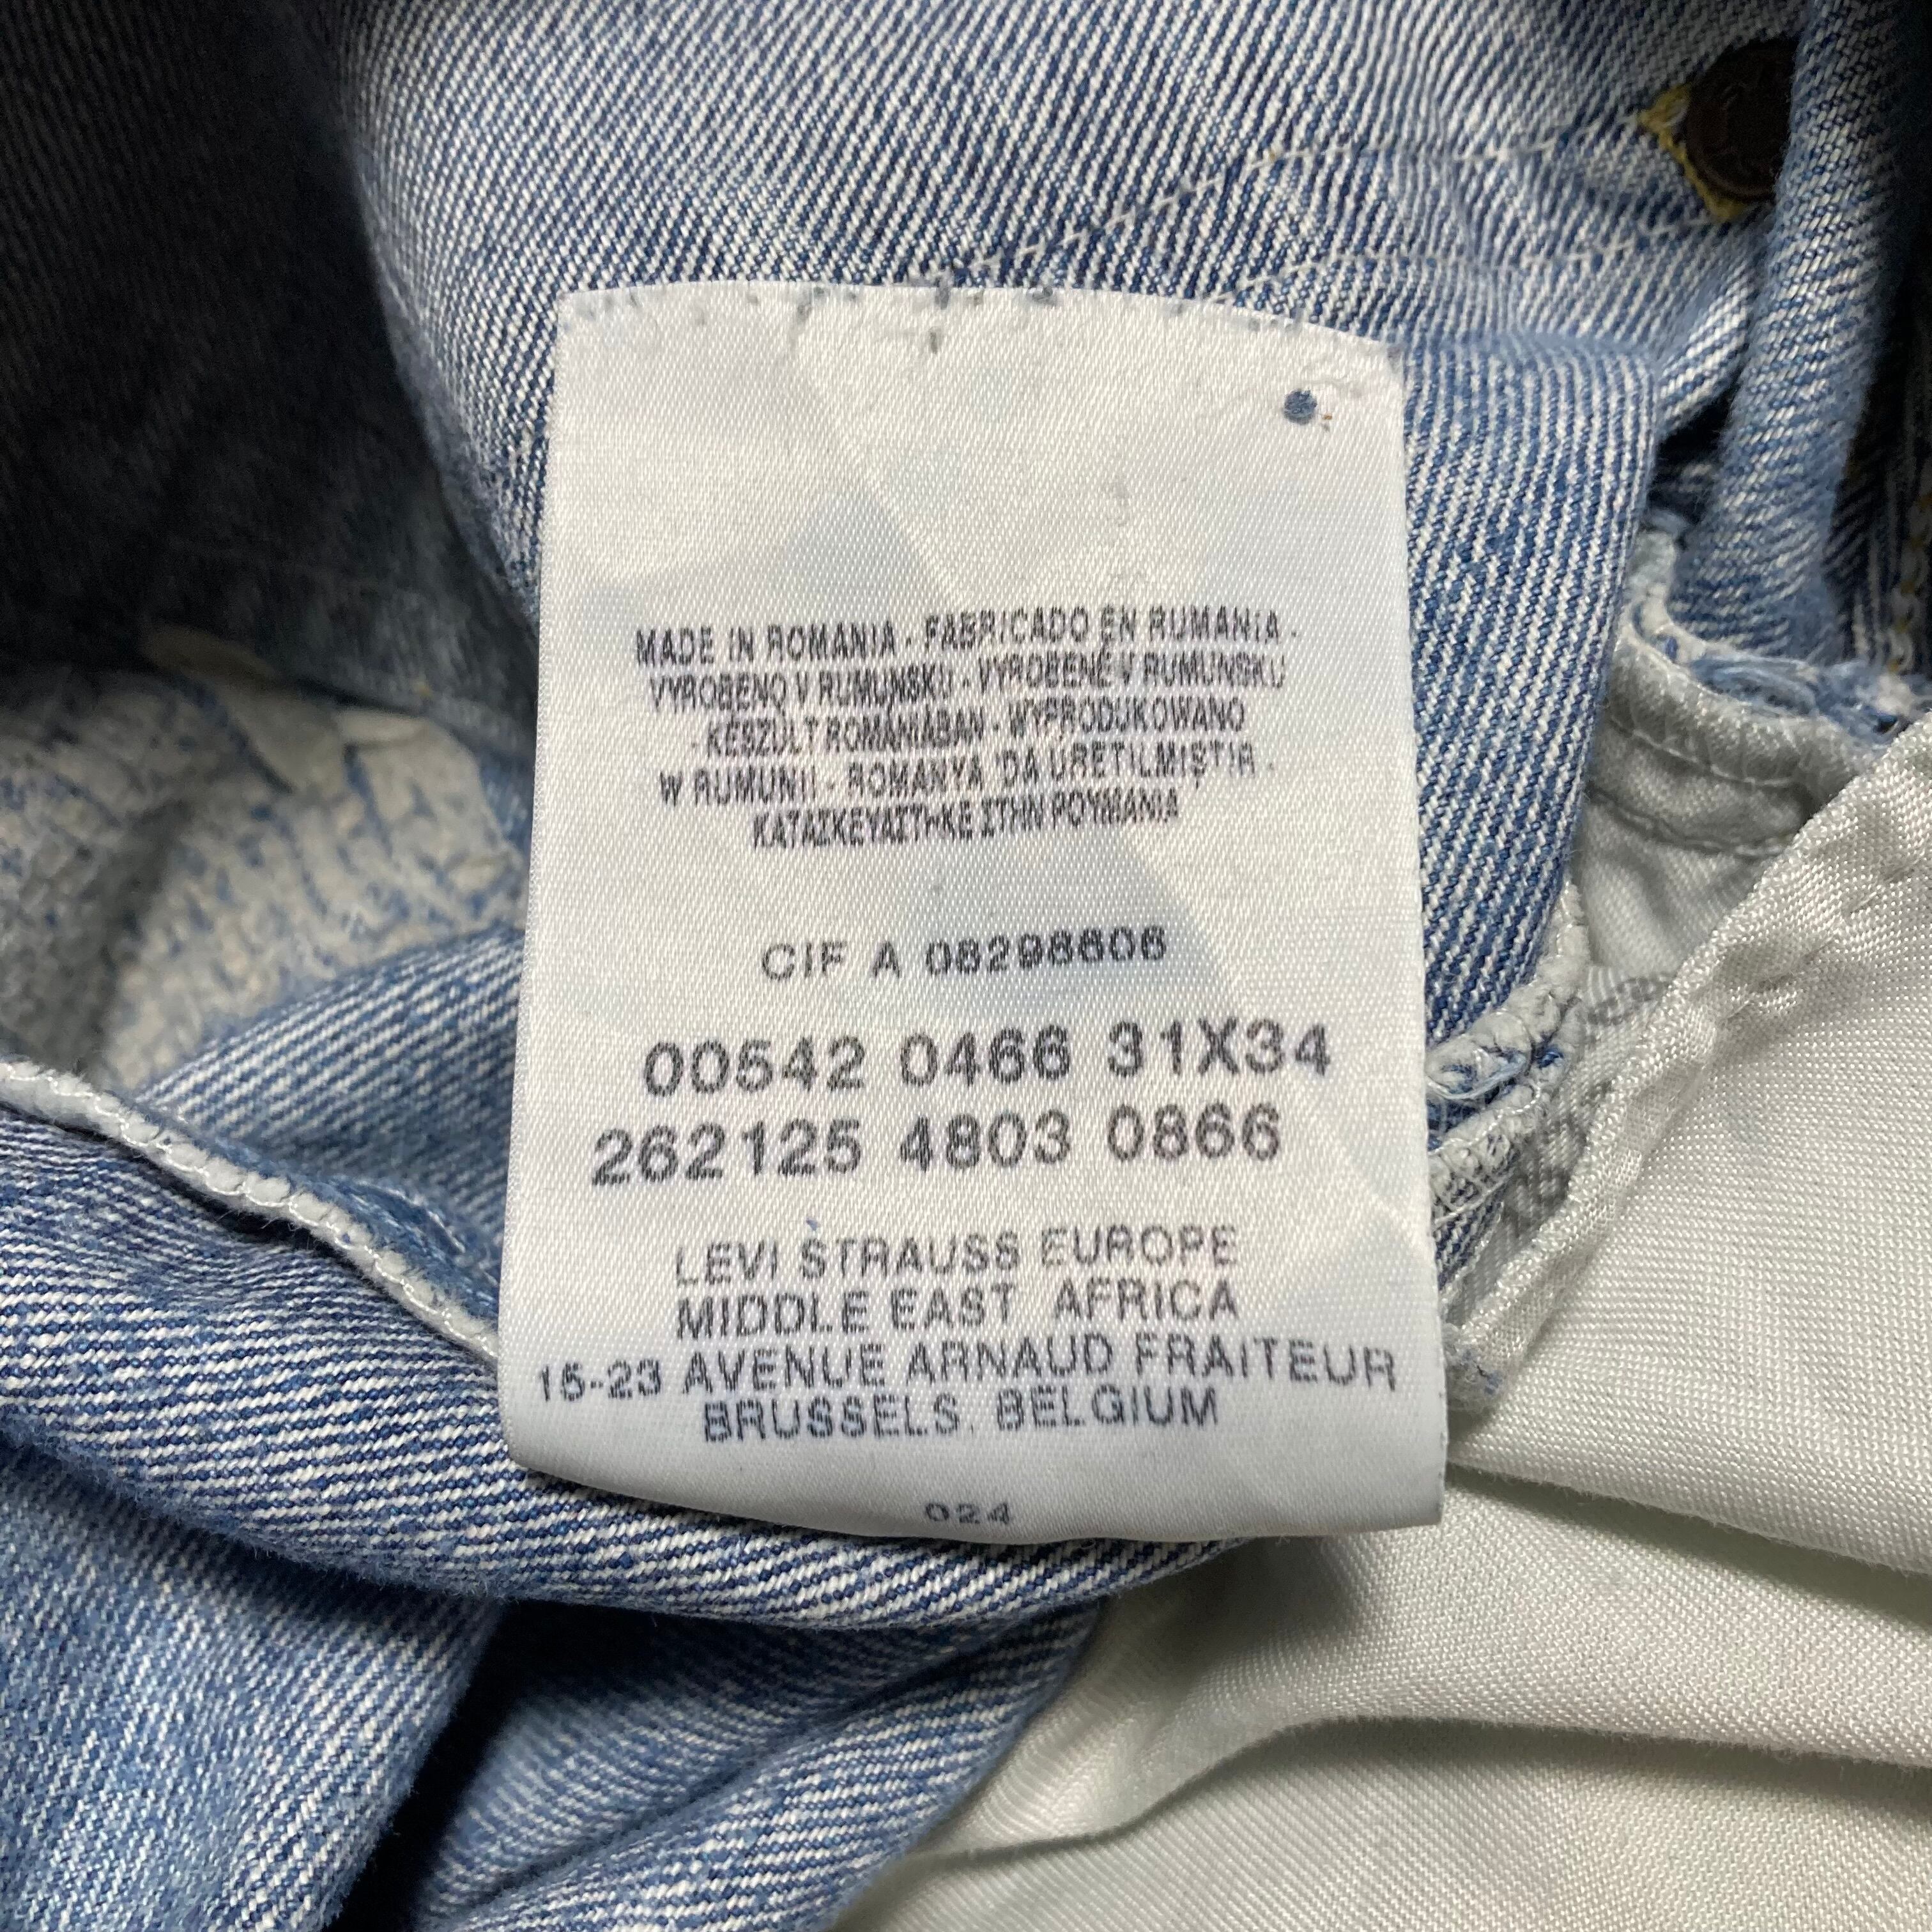 MADE IN ROMANIA - FABRICADO EN RUMANIA -
VYROBENO V RUMUNSKU - VYROBENÉ V RUMUNSKU
- KÉSZÜLT ROMÁNIÁBAN - WYPRODUKOWANO
W RUMUNII - ROMANYA 'DA ÜRETILMIŞTIR -
ΚΑΤΑΣΚΕΥΑΣΤΗΚΕ ΣΤΗΝ ΡΟΥΜΑΝΙΑ
CIF A 08298606
00542 0466 31X34
262125 4803 0866
LEVI STRAUSS EUROPE
MIDDLE EAST AFRICA
15-23 AVENUE ARNAUD FRAITEUR
BRUSSELS, BELGIUM
024